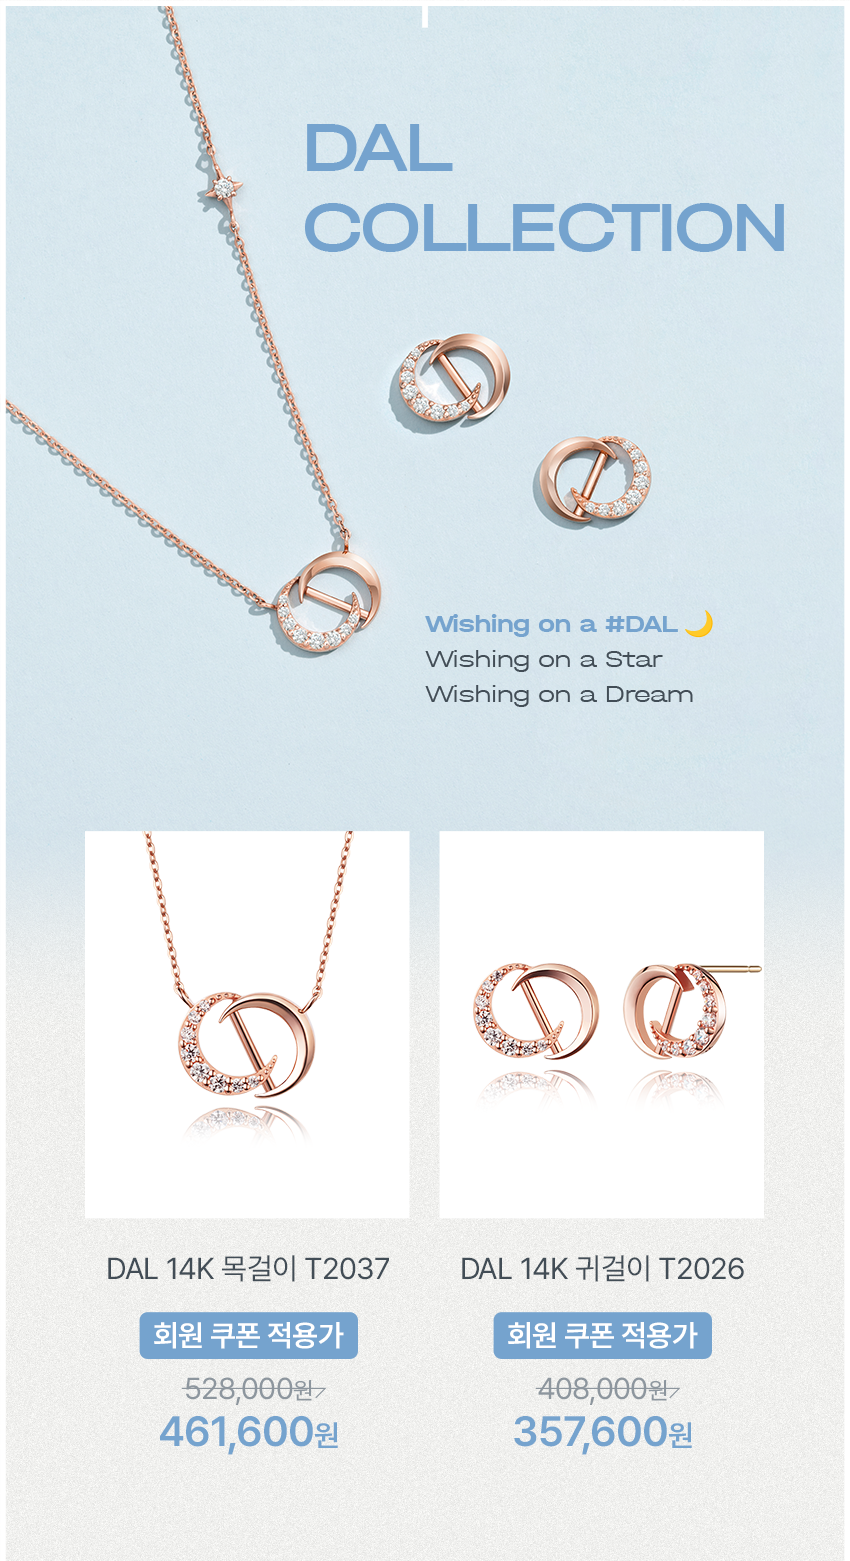 DAL
COLLECTION
Wishing on a #DAL 🌙
Wishing on a Star
Wishing on a Dream
DAL 14K 목걸이 T2037
회원 쿠폰 적용가
528,000원
461,600원
DAL 14K 귀걸이 T2026
회원 쿠폰 적용가
408,000원
357,600원